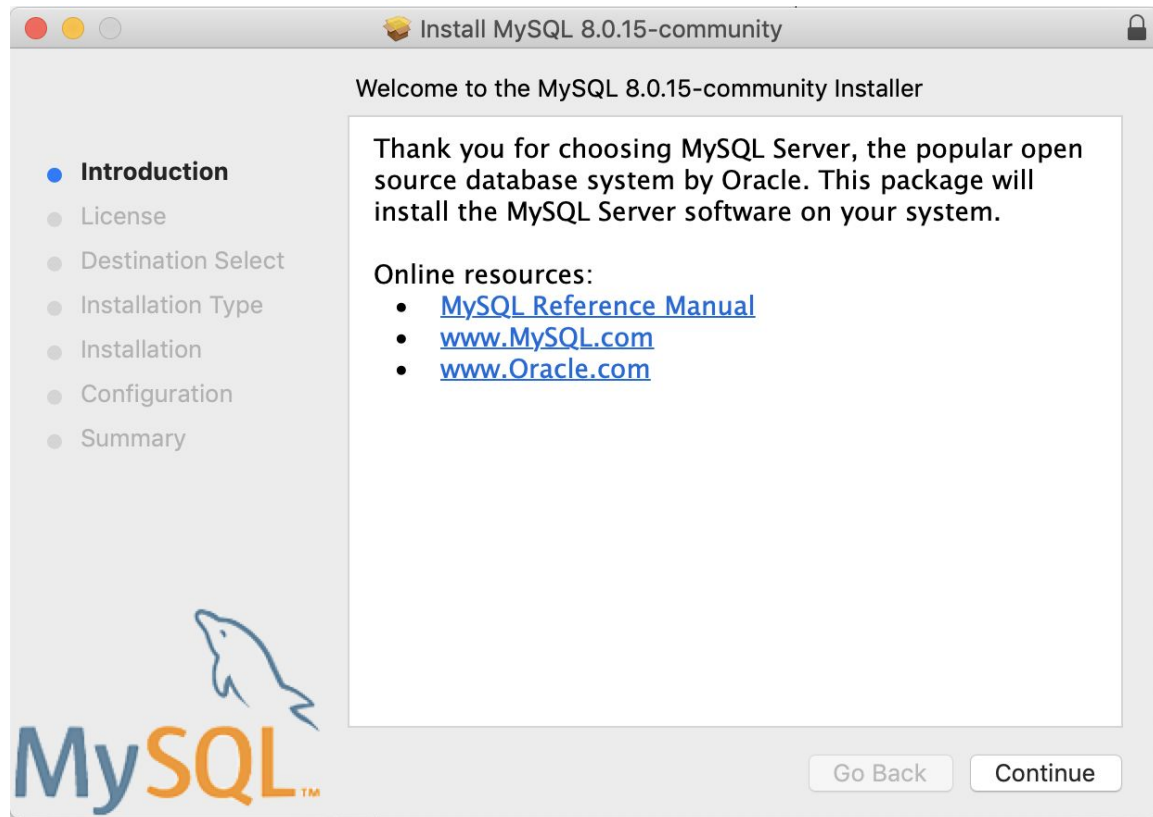 Install MySQL 8.0.15-community
Welcome to the MySQL 8.0.15-community Installer
Introduction
License
Destination Select
Installation Type
Installation
Configuration
Summary
Thank you for choosing MySQL Server, the popular open
source database system by Oracle. This package will
install the MySQL Server software on your system.
Online resources:
• MySQL Reference Manual
• www.MySQL.com
• www.Oracle.com
MySQL™
Go Back
Continue